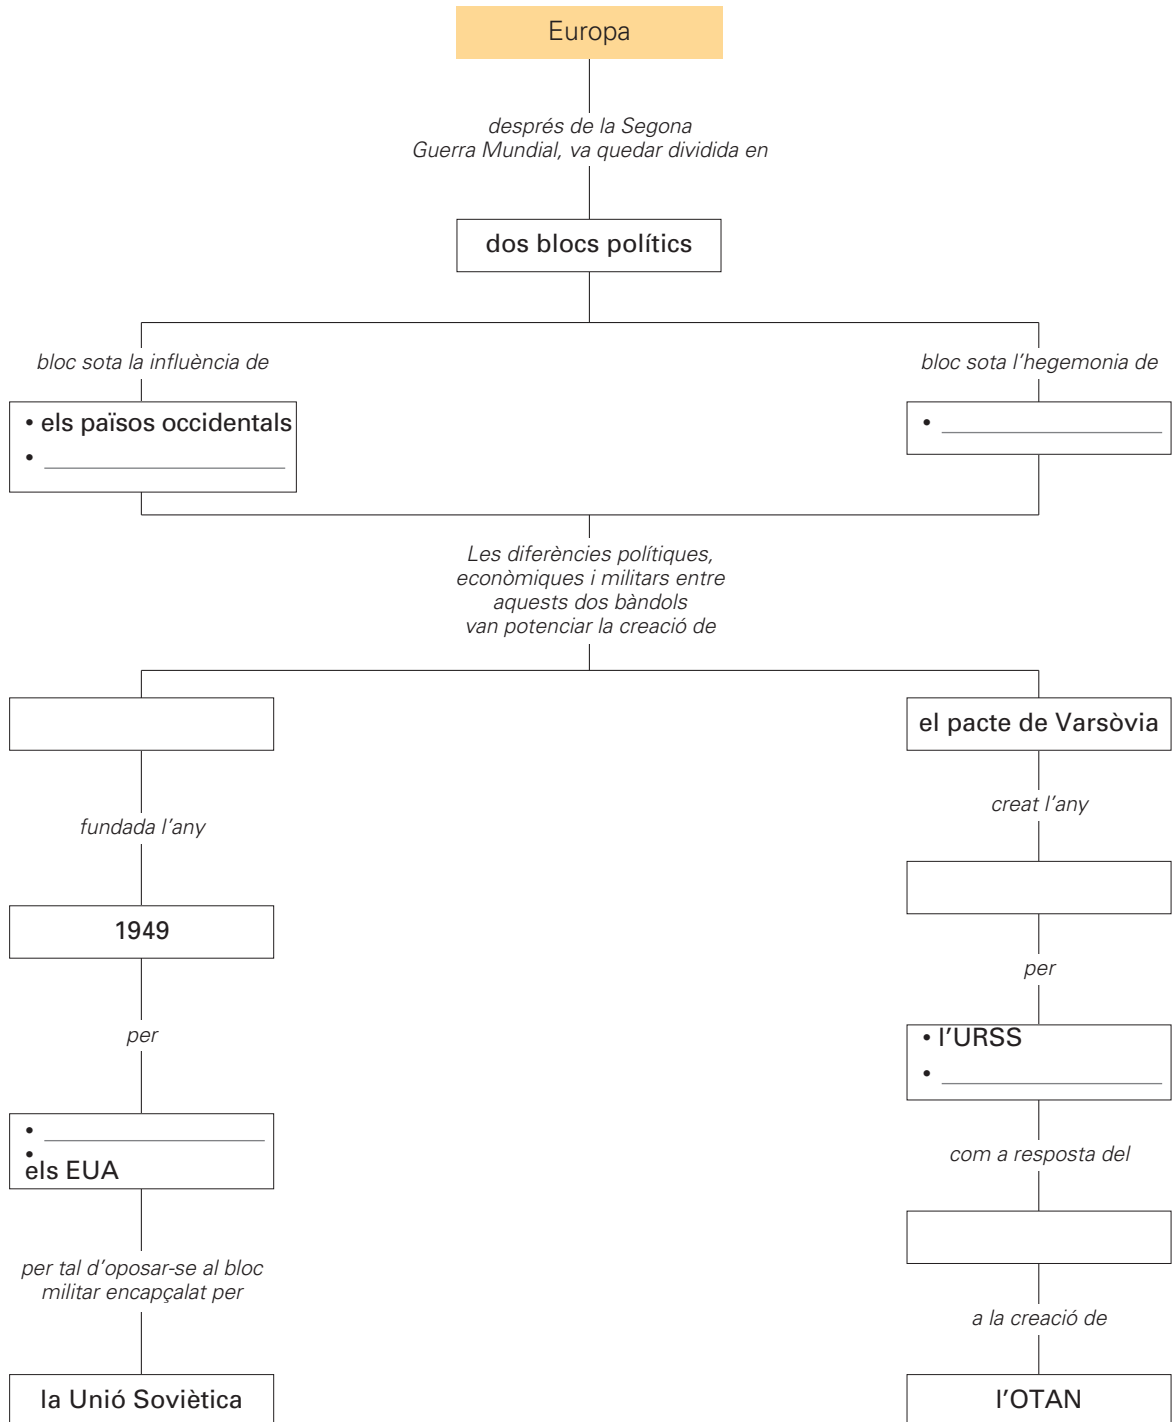 Europa
després de la Segona
Guerra Mundial, va quedar dividida en
dos blocs polítics
bloc sota la influència de
• els països occidentals
•
bloc sota l'hegemonia de
•
Les diferències polítiques,
econòmiques i militars entre
aquests dos bàndols
van potenciar la creació de
fundada l'any
1949
per
•
•
els EUA
per tal d'oposar-se al bloc
militar encapçalat per
la Unió Soviètica
el pacte de Varsòvia
creat l'any
per
• l'URSS
•
com a resposta del
a la creació de
l'OTAN